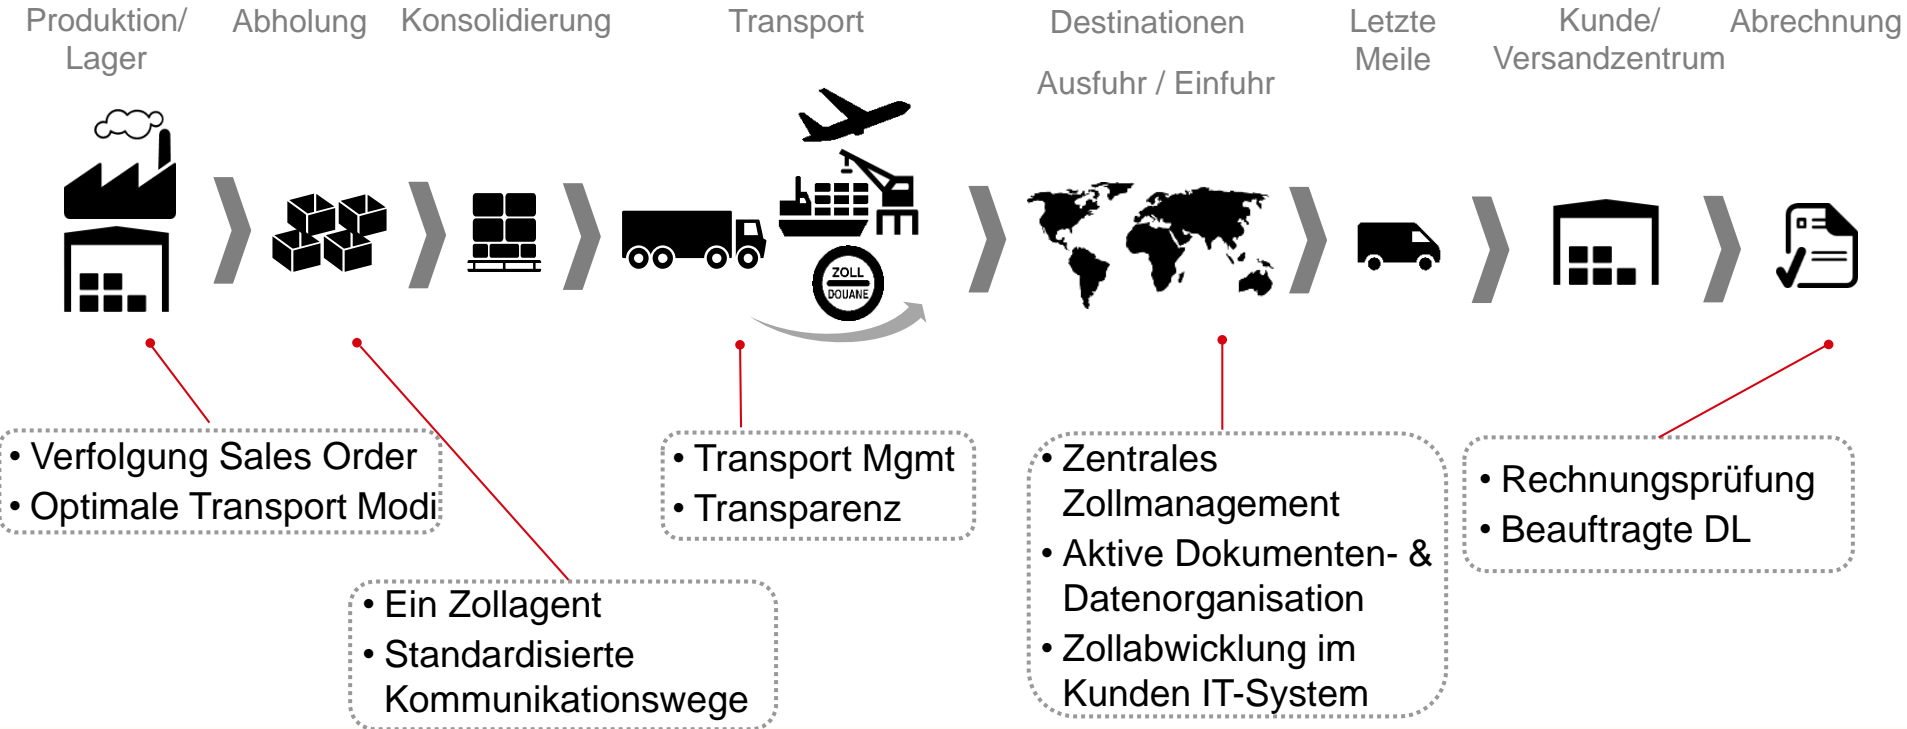 Produktion/
Lager
Abholung
Konsolidierung
Transport
Destinationen
Ausfuhr / Einfuhr
Letzte
Meile
Kunde/
Versandzentrum
Abrechnung
ZOLL
DOUANE
• Verfolgung Sales Order
• Optimale Transport Modi
• Ein Zollagent
• Standardisierte
Kommunikationswege
• Transport Mgmt
• Transparenz
• Zentrales
Zollmanagement
• Aktive Dokumenten- &
Datenorganisation
• Zollabwicklung im
Kunden IT-System
• Rechnungsprüfung
• Beauftragte DL